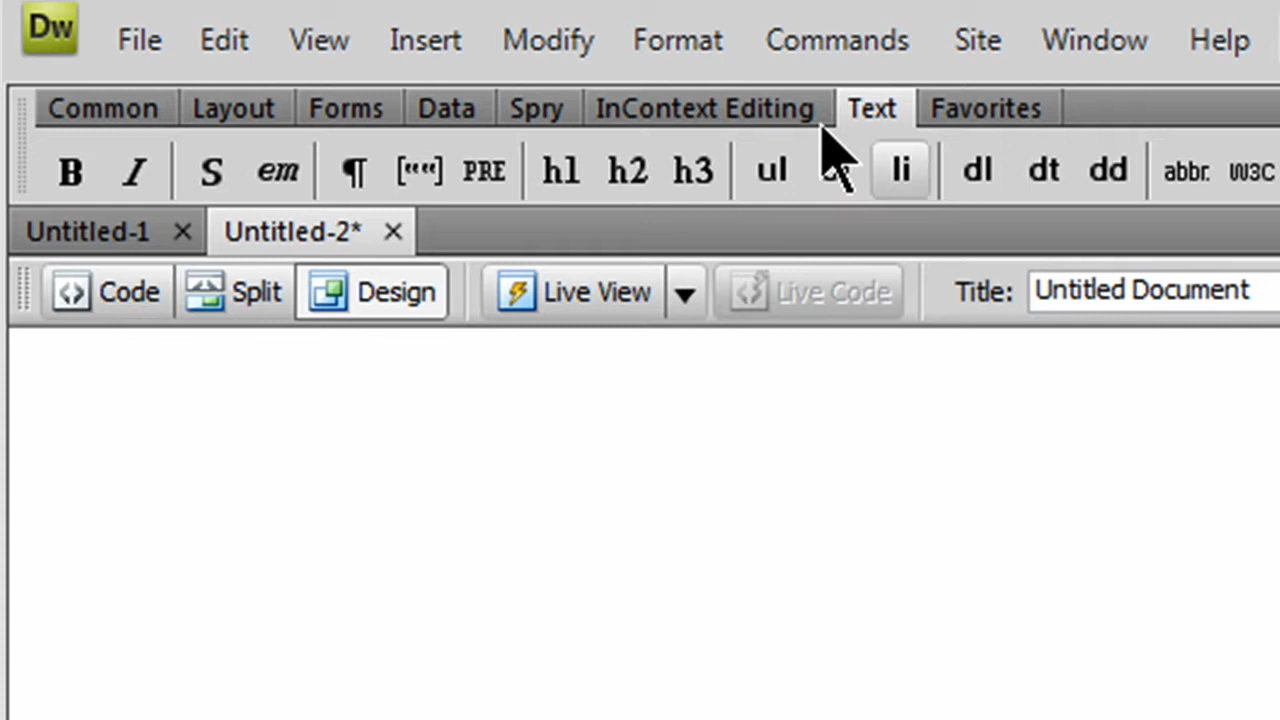 Dw File Edit View Insert Modify Format Commands Site Window Help
Common Layout Forms Data Spry InContext Editing Text Favorites
B I S em ¶ [""] PRE h1 h2 h3 ul li dl dt dd abbr. W3C
Untitled-1 × Untitled-2* ×
Code Split Design Live View Live Code Title: Untitled Document